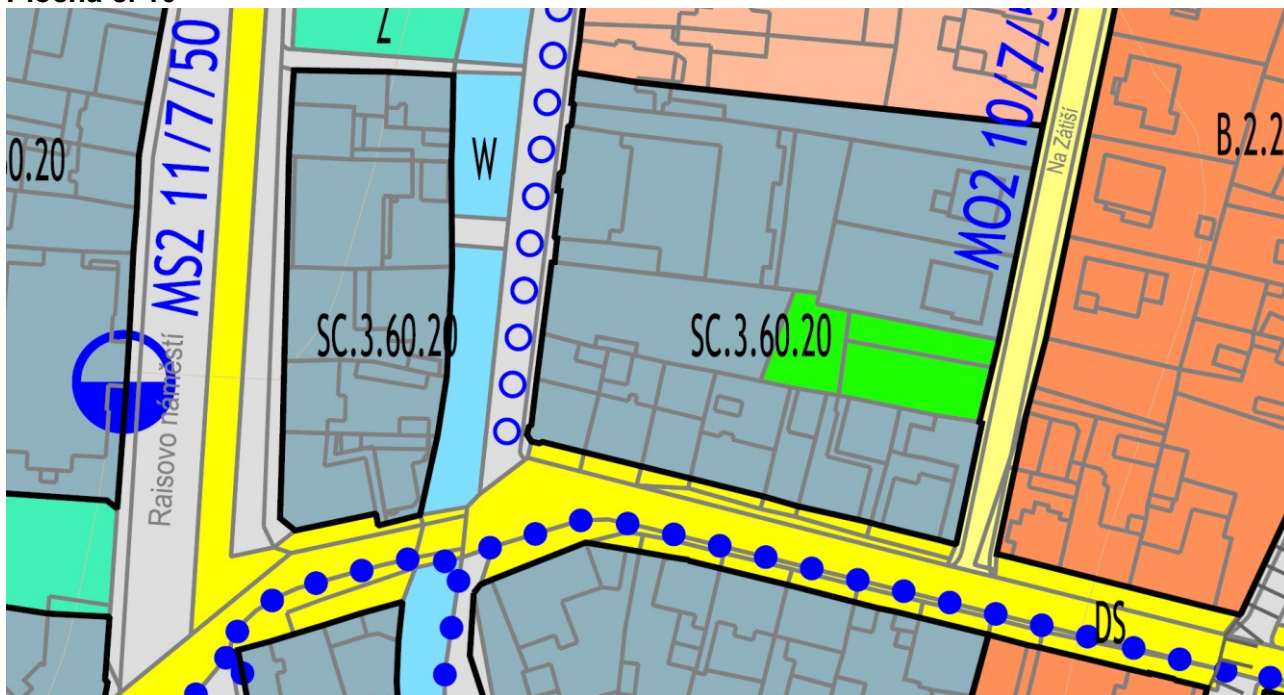 Z
MS2 11/7/50
MO2 10/7/
Na Zátiší
B.2.2
0.20
W
SC.3.60.20
SC.3.60.20
Raisovo náměstí
DS